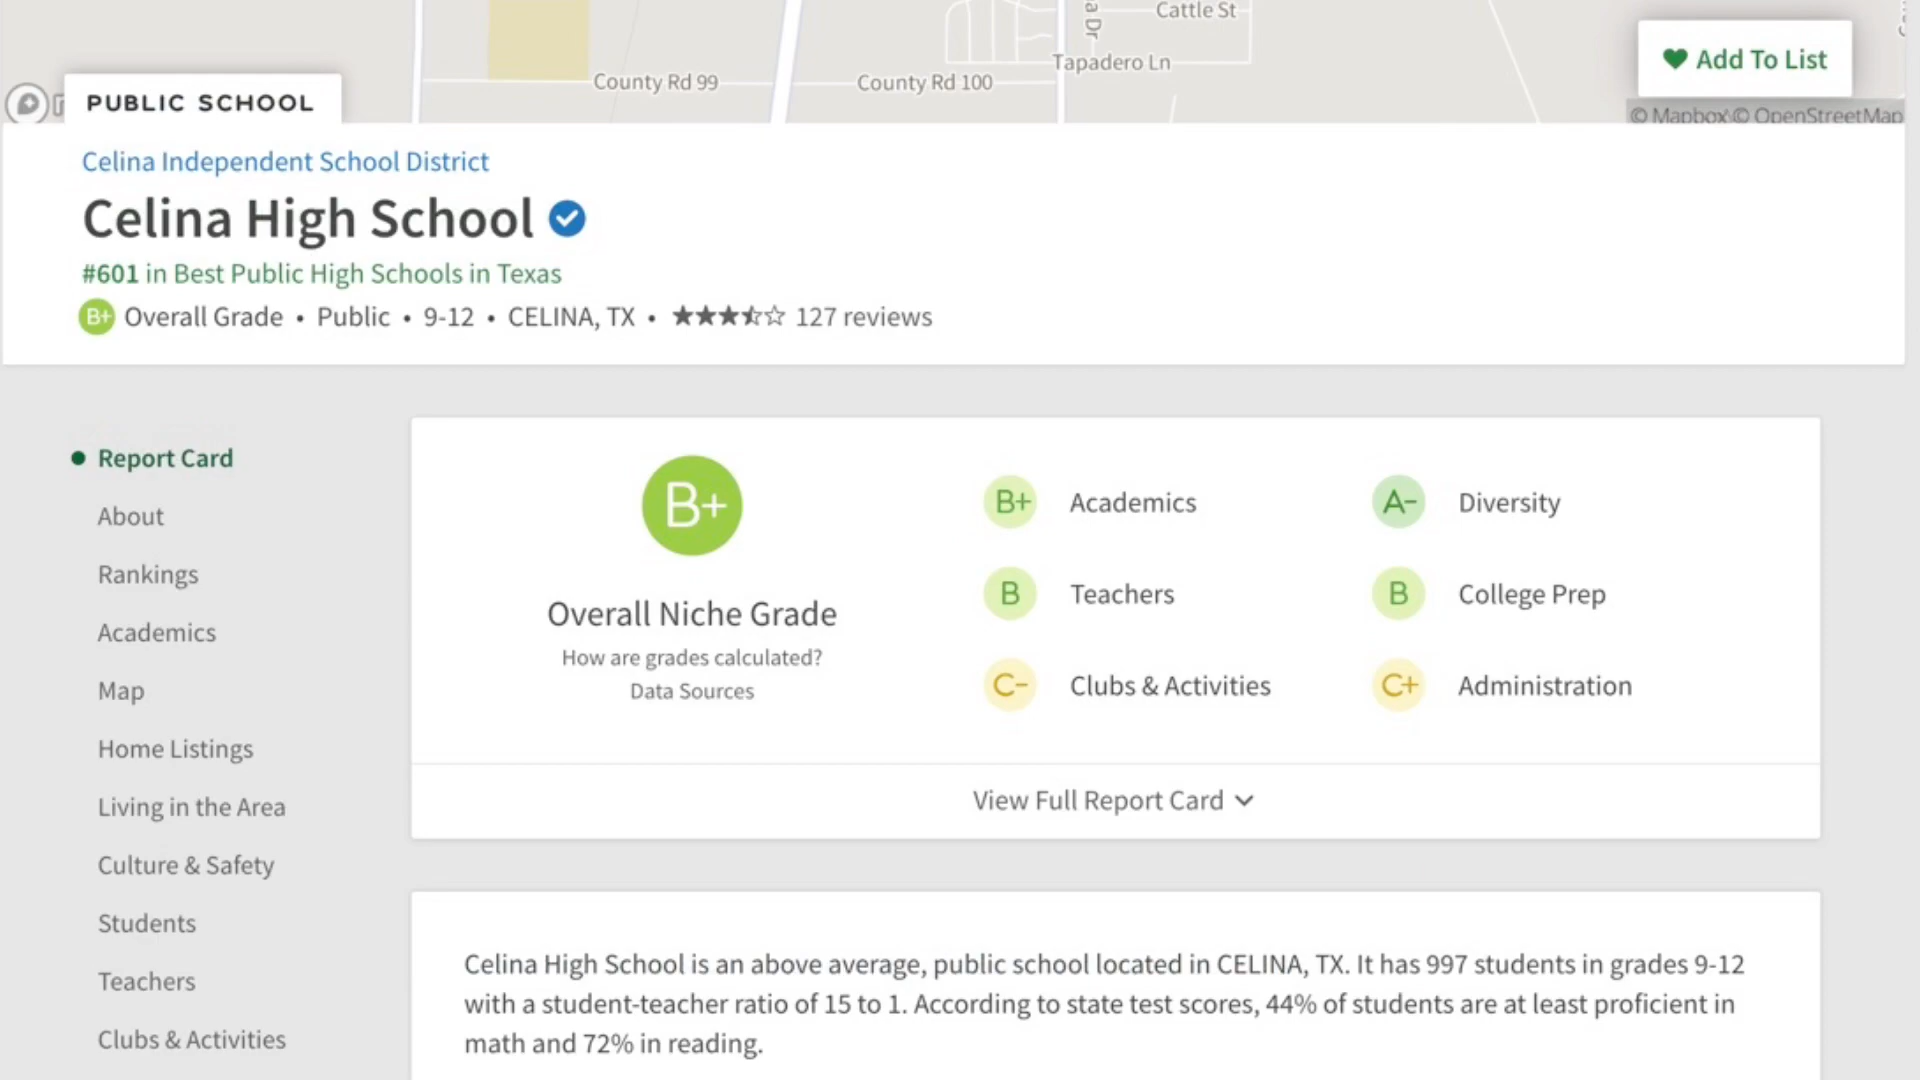 Cattle St
a Dr
Tapadero Ln
County Rd 99
County Rd 100
Add To List
© Mapbox © OpenStreetMap
PUBLIC SCHOOL
Celina Independent School District
Celina High School
#601 in Best Public High Schools in Texas
B+ Overall Grade • Public • 9-12 • CELINA, TX • ★★★ 127 reviews
Report Card
About
Rankings
Academics
Map
Home Listings
Living in the Area
Culture & Safety
Students
Teachers
Clubs & Activities
B+
Overall Niche Grade
How are grades calculated?
Data Sources
B+ Academics
A- Diversity
B Teachers
B College Prep
C- Clubs & Activities
C+ Administration
View Full Report Card
Celina High School is an above average, public school located in CELINA, TX. It has 997 students in grades 9-12
with a student-teacher ratio of 15 to 1. According to state test scores, 44% of students are at least proficient in
math and 72% in reading.